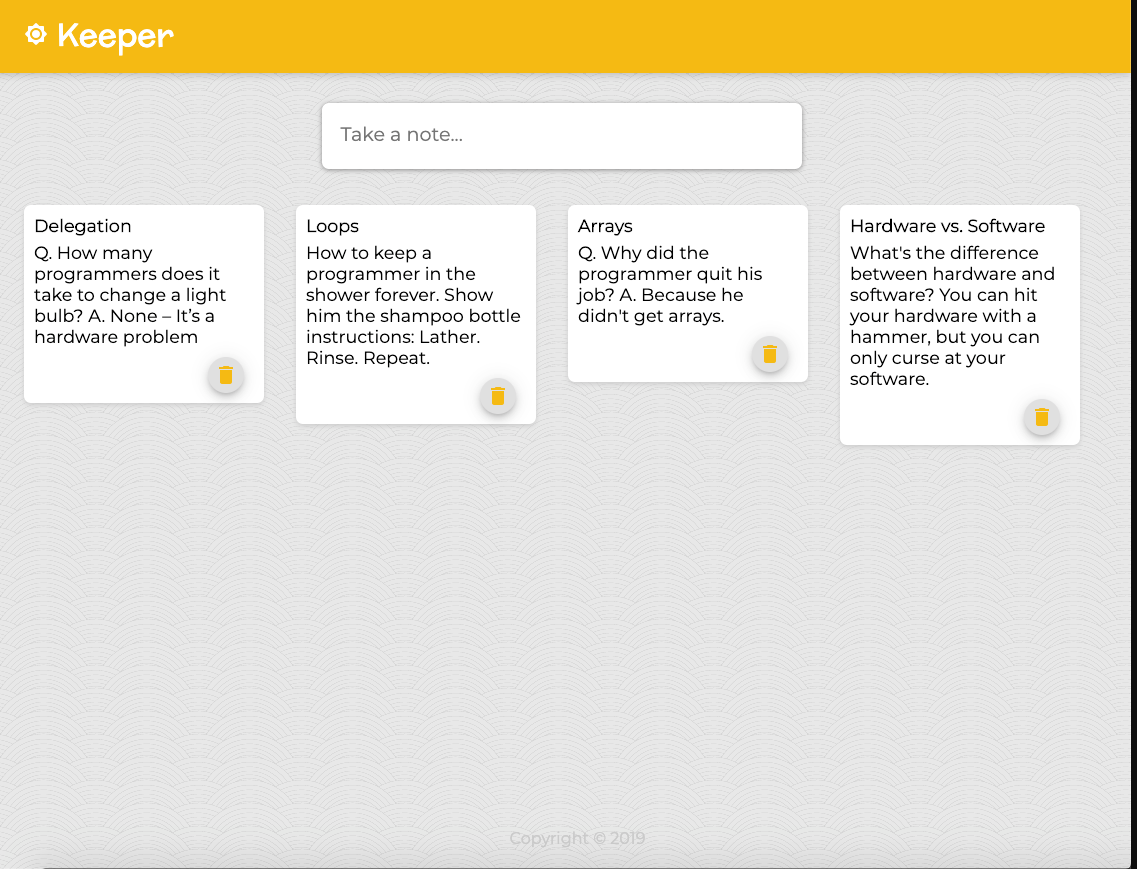 Keeper
Take a note...
Delegation
Q. How many
programmers does it
take to change a light
bulb? A. None – It’s a
hardware problem
Loops
How to keep a
programmer in the
shower forever. Show
him the shampoo bottle
instructions: Lather.
Rinse. Repeat.
Arrays
Q. Why did the
programmer quit his
job? A. Because he
didn't get arrays.
Hardware vs. Software
What's the difference
between hardware and
software? You can hit
your hardware with a
hammer, but you can
only curse at your
software.
Copyright © 2019